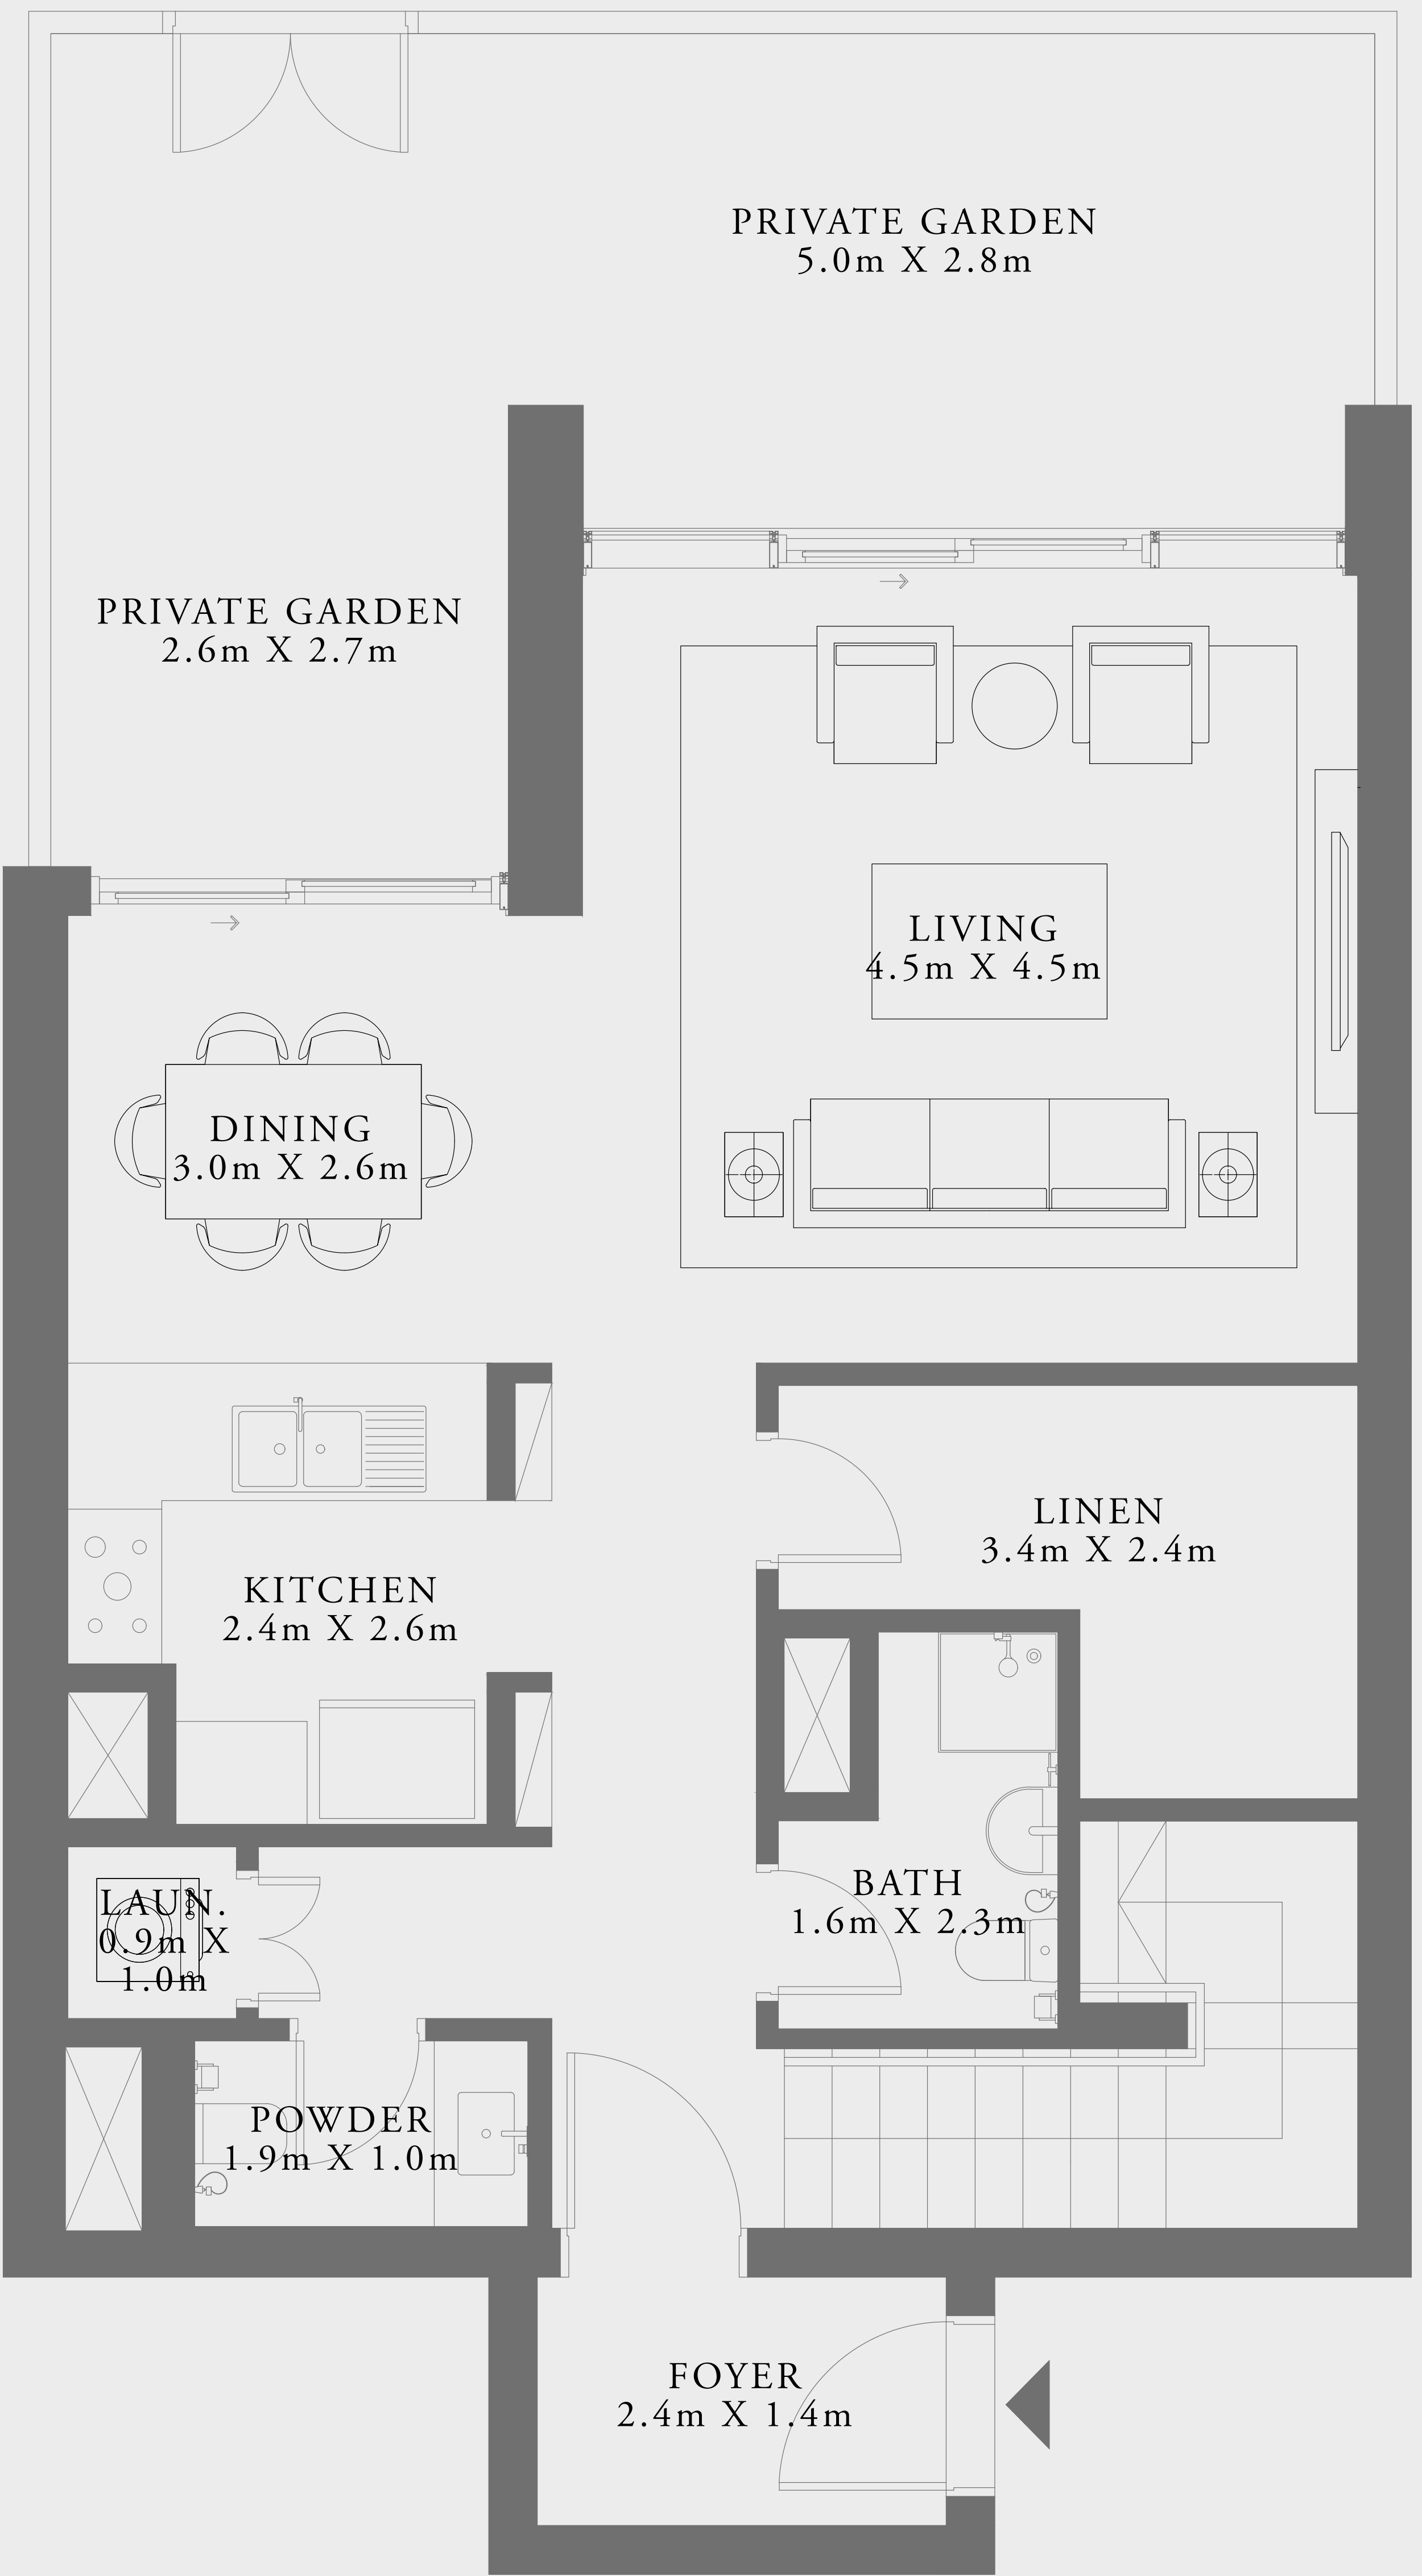 PRIVATE GARDEN
5.0m X 2.8m
PRIVATE GARDEN
2.6m X 2.7m
LIVING
4.5m X 4.5m
DINING
3.0m X 2.6m
LINEN
3.4m X 2.4m
KITCHEN
2.4m X 2.6m
BATH
1.6m X 2.3m
LAUN.
0.9m X
1.0m
POWDER
1.9m X 1.0m
FOYER
2.4m X 1.4m